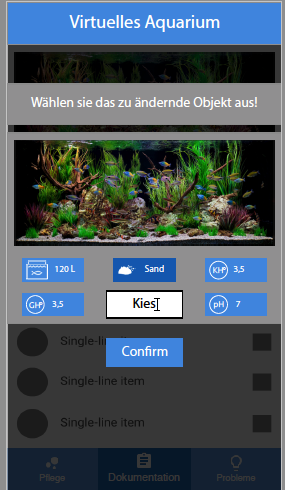 Virtuelles Aquarium
Wählen sie das zu ändernde Objekt aus!
120 L
Sand
KH° 3,5
GH° 3,5
Kies
pH 7
Single-li
Confirm
Single-line item
Single-line item
Pflege
Dokumentation
Probleme